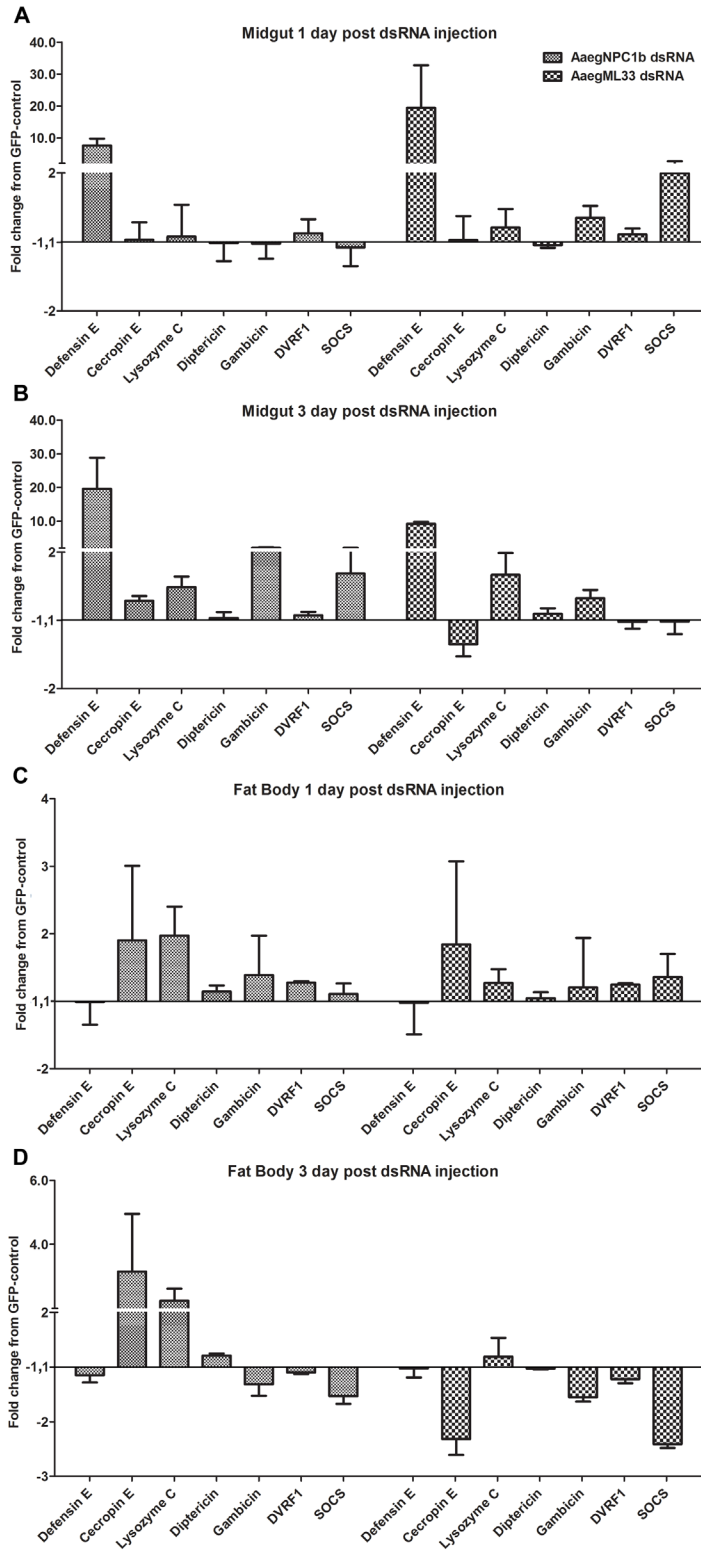 A
Midgut 1 day post dsRNA injection
AaegNPC1b dsRNA
AaegML33 dsRNA
Fold change from GFP-control
40.0
30.0
20.0
10.0
2
-1,1
-2
Defensin E
Cecropin E
Lysozyme C
Diptericin
Gambicin
DVRF1
SOCS
Defensin E
Cecropin E
Lysozyme C
Diptericin
Gambicin
DVRF1
SOCS
B
Midgut 3 day post dsRNA injection
Fold change from GFP-control
40.0
30.0
20.0
10.0
2
-1,1
-2
Defensin E
Cecropin E
Lysozyme C
Diptericin
Gambicin
DVRF1
SOCS
Defensin E
Cecropin E
Lysozyme C
Diptericin
Gambicin
DVRF1
SOCS
C
Fat Body 1 day post dsRNA injection
Fold change from GFP-control
4
3
2
1,1
-2
Defensin E
Cecropin E
Lysozyme C
Diptericin
Gambicin
DVRF1
SOCS
Defensin E
Cecropin E
Lysozyme C
Diptericin
Gambicin
DVRF1
SOCS
D
Fat Body 3 day post dsRNA injection
Fold change from GFP-control
6.0
4.0
2
-1,1
-2
-3
Defensin E
Cecropin E
Lysozyme C
Diptericin
Gambicin
DVRF1
SOCS
Defensin E
Cecropin E
Lysozyme C
Diptericin
Gambicin
DVRF1
SOCS